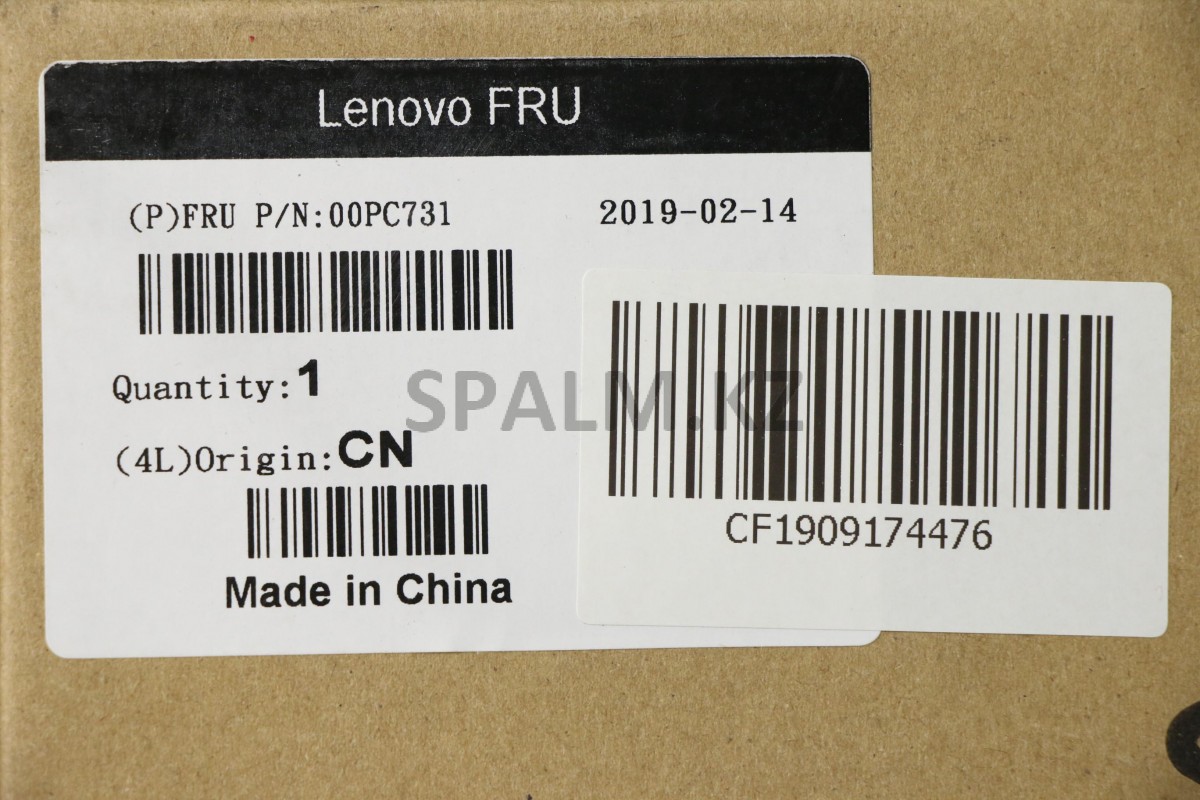 Lenovo FRU
(P)FRU P/N:00PC731
2019-02-14
Quantity:1
SPALM.KZ
(4L)Origin:CN
Made in China
CF1909174476